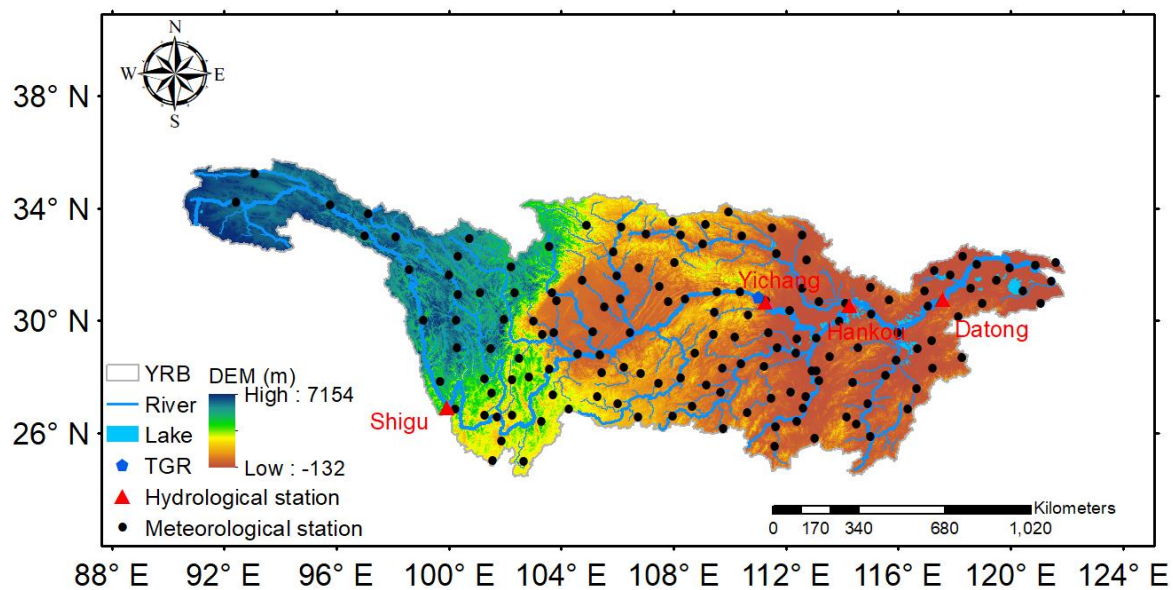 N
W E
S
38° N
34° N
30° N
26° N
Yichang
Hankou
Datong
Shigu
YRB
River
Lake
TGR
Hydrological station
Meteorological station
DEM (m)
High : 7154
Low : -132
Kilometers
0 170 340 680 1,020
88° E 92° E 96° E 100° E 104° E 108° E 112° E 116° E 120° E 124° E